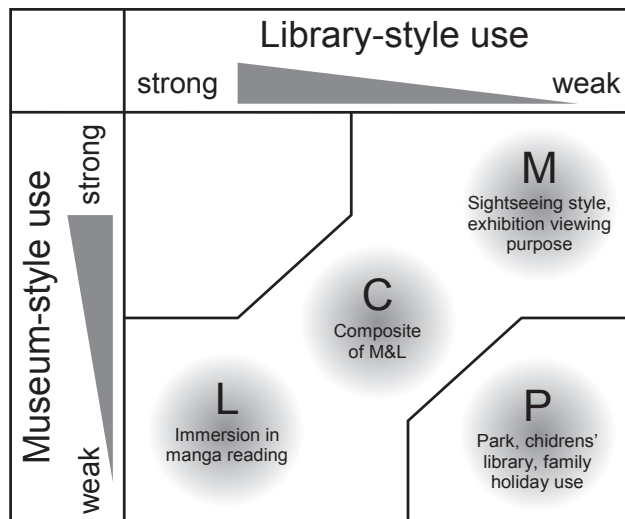 Library-style use
strong
weak
Museum-style use
strong
weak
M
Sightseeing style,
exhibition viewing
purpose
C
Composite
of M&L
L
Immersion in
manga reading
P
Park, chidrens’
library, family
holiday use